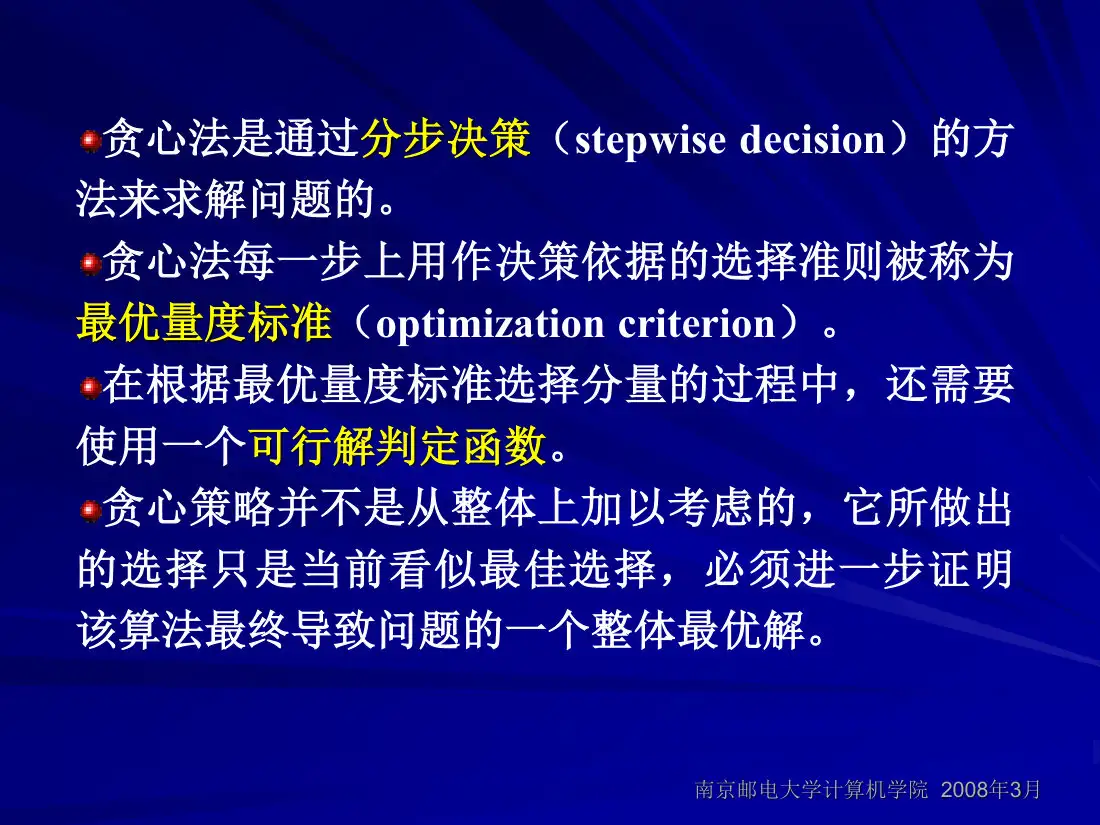 贪心法是通过分步决策（stepwise decision）的方
法来求解问题的。
贪心法每一步上用作决策依据的选择准则被称为
最优量度标准（optimization criterion）。
在根据最优量度标准选择分量的过程中，还需要
使用一个可行解判定函数。
贪心策略并不是从整体上加以考虑的，它所做出
的选择只是当前看似最佳选择，必须进一步证明
该算法最终导致问题的一个整体最优解。
南京邮电大学计算机学院 2008年3月